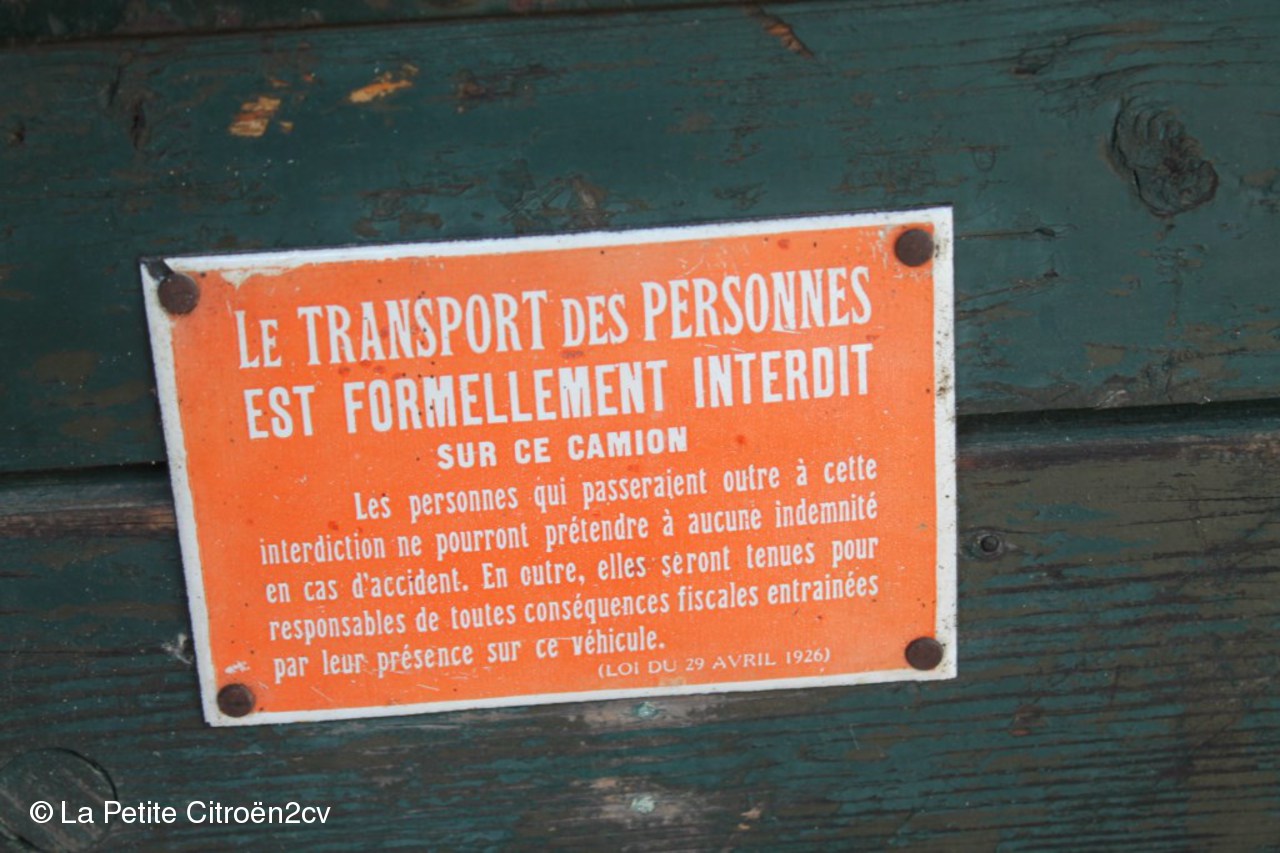 LE TRANSPORT DES PERSONNES
EST FORMELLEMENT INTERDIT
SUR CE CAMION
Les personnes qui passeraient outre à cette
interdiction ne pourront prétendre à aucune indemnité
en cas d'accident. En outre, elles seront tenues pour
responsables de toutes conséquences fiscales entrainées
par leur présence sur ce véhicule.
(LOI DU 29 AVRIL 1926)
© La Petite Citroën2cv